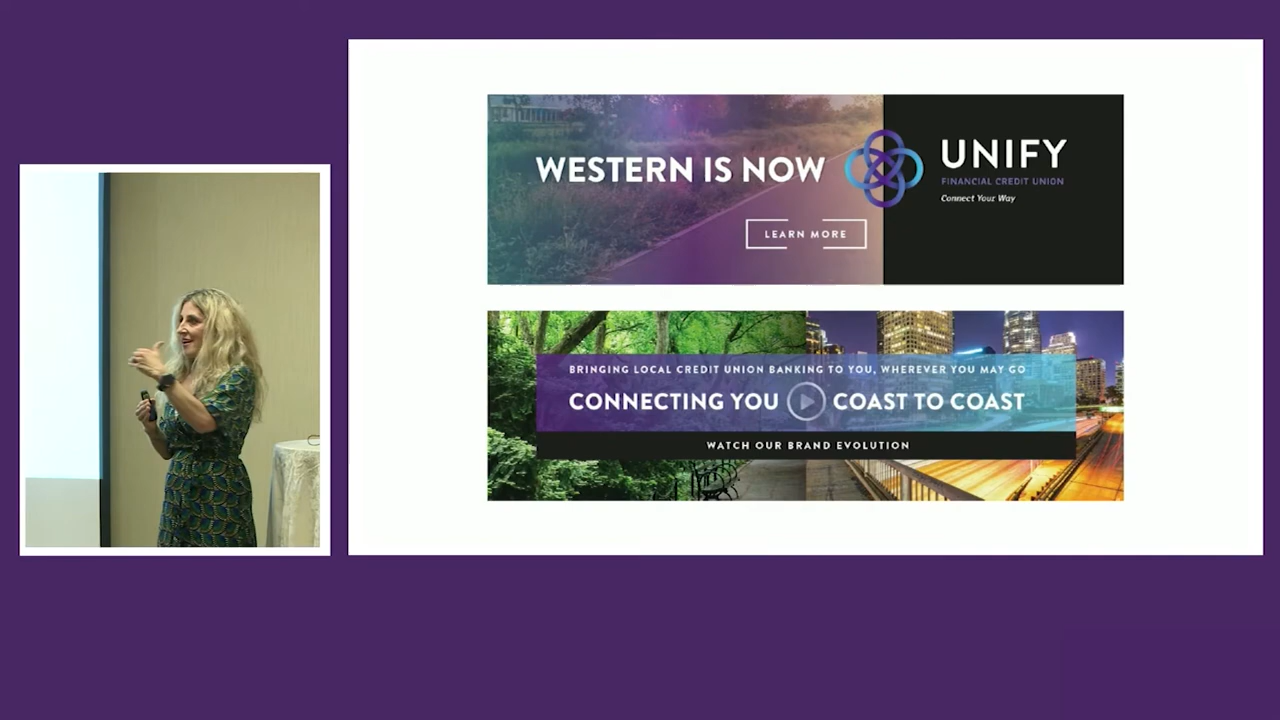 WESTERN IS NOW
LEARN MORE
UNIFY
FINANCIAL CREDIT UNION
Connect Your Way
BRINGING LOCAL CREDIT UNION BANKING TO YOU, WHEREVER YOU MAY GO
CONNECTING YOU COAST TO COAST
WATCH OUR BRAND EVOLUTION